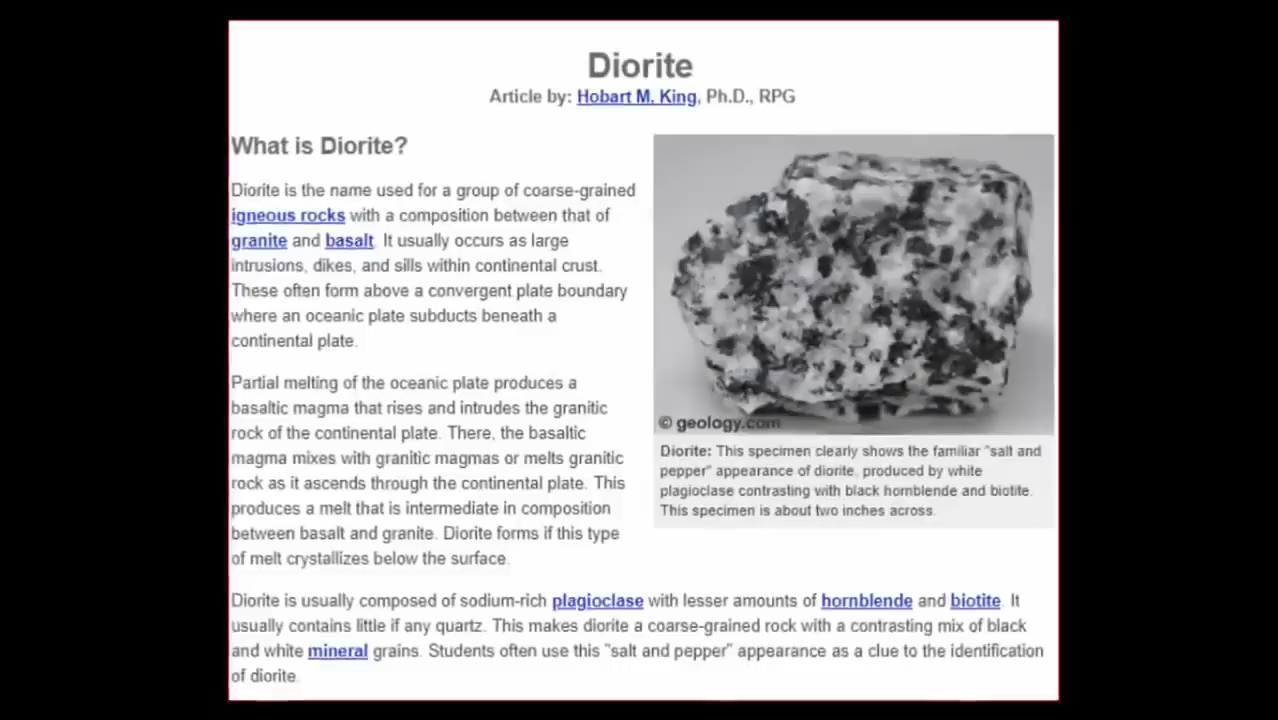 Diorite
Article by: Hobart M. King, Ph.D., RPG
What is Diorite?
Diorite is the name used for a group of coarse-grained
igneous rocks with a composition between that of
granite and basalt. It usually occurs as large
intrusions, dikes, and sills within continental crust.
These often form above a convergent plate boundary
where an oceanic plate subducts beneath a
continental plate.
Partial melting of the oceanic plate produces a
basaltic magma that rises and intrudes the granitic
rock of the continental plate. There, the basaltic
magma mixes with granitic magmas or melts granitic
rock as it ascends through the continental plate. This
produces a melt that is intermediate in composition
between basalt and granite. Diorite forms if this type
of melt crystallizes below the surface.
© geology.com
Diorite: This specimen clearly shows the familiar "salt and
pepper" appearance of diorite, produced by white
plagioclase contrasting with black hornblende and biotite.
This specimen is about two inches across.
Diorite is usually composed of sodium-rich plagioclase with lesser amounts of hornblende and biotite. It
usually contains little if any quartz. This makes diorite a coarse-grained rock with a contrasting mix of black
and white mineral grains. Students often use this "salt and pepper" appearance as a clue to the identification
of diorite.